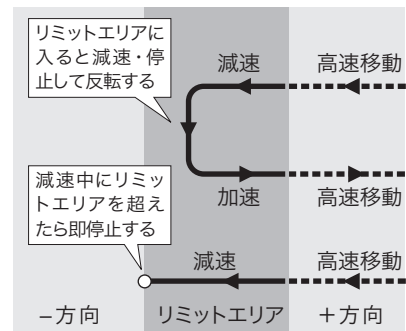 リミットエリアに
入ると減速・停
止して反転する
減速
高速移動
減速中にリミッ
トエリアを超え
たら即停止する
加速
高速移動
減速
高速移動
−方向
リミットエリア
＋方向